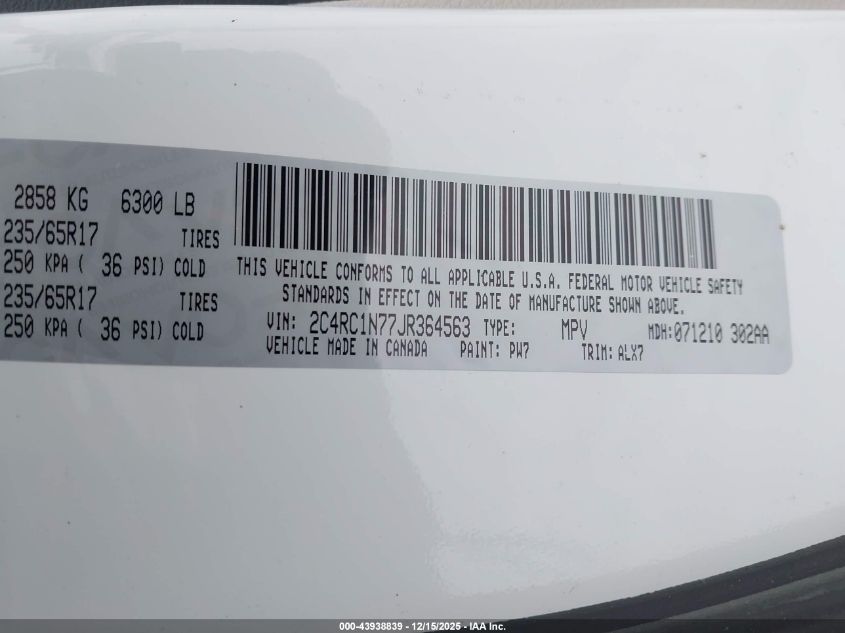 2858 KG 6300 LB
235/65R17 TIRES
250 KPA ( 36 PSI) COLD
235/65R17 TIRES
250 KPA ( 36 PSI) COLD
THIS VEHICLE CONFORMS TO ALL APPLICABLE U.S.A. FEDERAL MOTOR VEHICLE SAFETY
STANDARDS IN EFFECT ON THE DATE OF MANUFACTURE SHOWN ABOVE.
VIN: 2C4RC1N77JR364563 TYPE: MPV MDH:071210 302AA
VEHICLE MADE IN CANADA PAINT: PW7 TRIM: ALX7
000-43938839 - 12/15/2025 - IAA Inc.